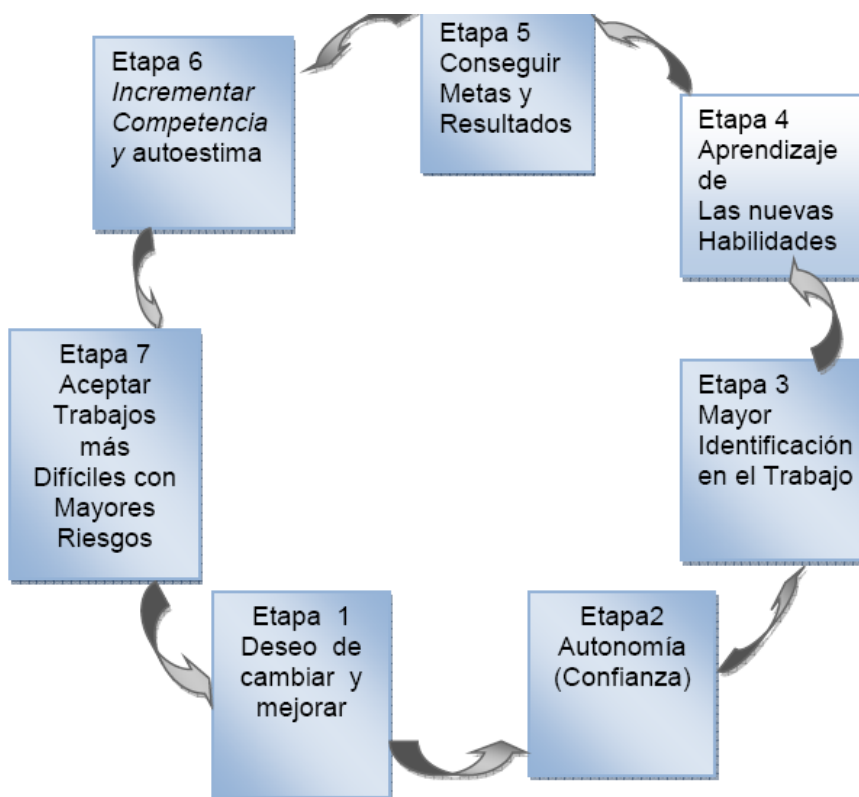 Etapa 5
Conseguir
Metas y
Resultados
Etapa 6
Incrementar
Competencia
y autoestima
Etapa 4
Aprendizaje
de
Las nuevas
Habilidades
Etapa 7
Aceptar
Trabajos
más
Difíciles con
Mayores
Riesgos
Etapa 3
Mayor
Identificación
en el Trabajo
Etapa 1
Deseo de
cambiar y
mejorar
Etapa2
Autonomía
(Confianza)